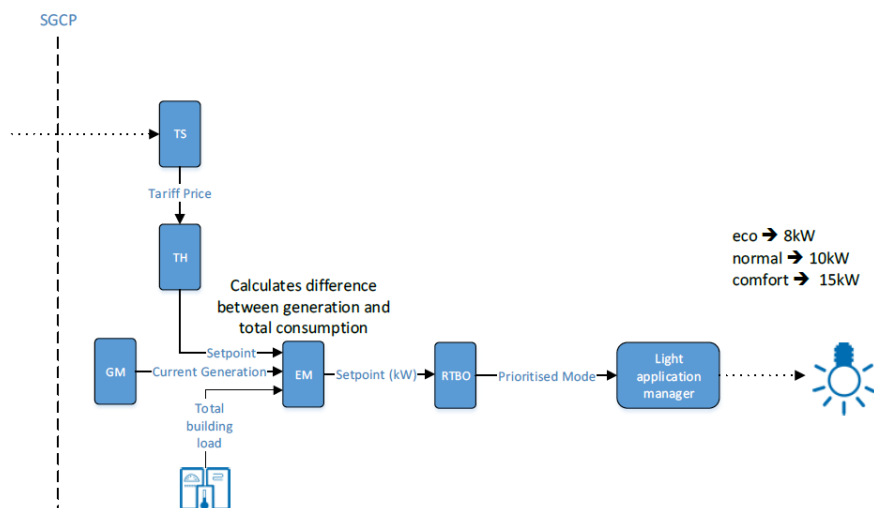 SGCP
TS
Tariff Price
TH
eco ➔ 8kW
normal ➔ 10kW
comfort ➔ 15kW
Calculates difference
between generation and
total consumption
Setpoint
GM
Current Generation
EM
Setpoint (kW)
RTBO
Prioritised Mode
Light
application
manager
Total
building
load